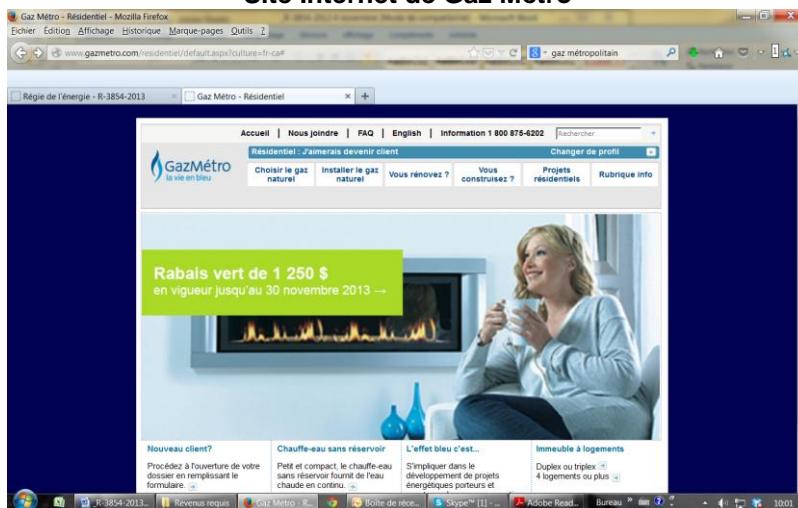 Site Internet de Gaz Métro
Gaz Métro - Résidentiel - Mozilla Firefox
Fichier Édition Affichage Historique Marque-pages Outils ?
www.gazmetro.com/residentiel/default.aspx?culture=fr-ca#
gaz métropolitain
Régie de l'énergie - R-3854-2013
Gaz Métro - Résidentiel
Accueil | Nous joindre | FAQ | English | Information 1 800 875-6202 Rechercher
Résidentiel : J'aimerais devenir client Changer de profil
GazMétro
la vie en bleu
Choisir le gaz naturel
Installer le gaz naturel
Vous rénovez ?
Vous construisez ?
Projets résidentiels
Rubrique info
Rabais vert de 1 250 $
en vigueur jusqu'au 30 novembre 2013 →
Nouveau client?
Procédez à l'ouverture de votre
dossier en remplissant le
formulaire.
Chauffe-eau sans réservoir
Petit et compact, le chauffe-eau
sans réservoir fournit de l'eau
chaude en continu.
L'effet bleu c'est...
S'impliquer dans le
développement de projets
énergétiques porteurs et
Immeuble à logements
Duplex ou triplex
4 logements ou plus
R-3854-2013...
Revenus requis
Gaz Métro - R...
Boîte de réce...
Skype™ [1] - ...
Adobe Read...
Bureau
10:01